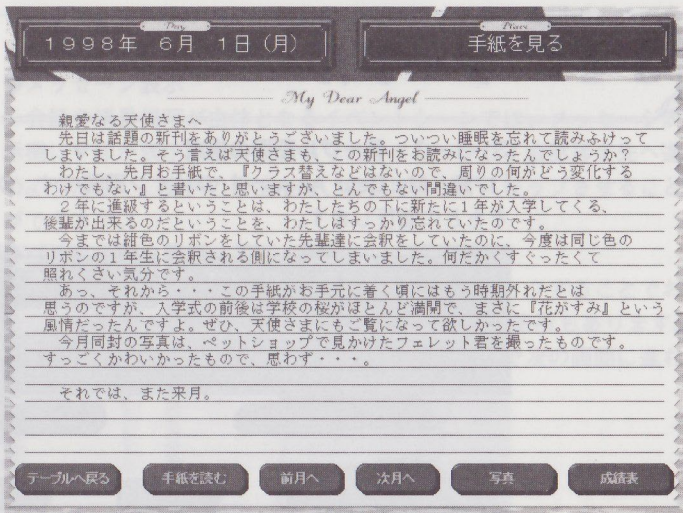 Day
1998年 6月 1日（月）
Place
手紙を見る
My Dear Angel
親愛なる天使さまへ
先日は話題の新刊をありがとうございました。ついつい睡眠を忘れて読みふけって
しまいました。そう言えば天使さまも、この新刊をお読みになったんでしょうか？
わたし、先月お手紙で、『クラス替えなどはないので、周りの何がどう変化する
わけでもない』と書いたと思いますが、とんでもない間違いでした。
２年に進級するということは、わたしたちの下に新たに１年が入学してくる、
後輩が出来るのだということを、わたしはすっかり忘れていたのです。
今までは紺色のリボンをしていた先輩達に会釈をしていたのに、今度は同じ色の
リボンの１年生に会釈される側になってしまいました。何だかくすぐったくて
照れくさい気分です。
あっ、それから・・・この手紙がお手元に着く頃にはもう時期外れだとは
思うのですが、入学式の前後は学校の桜がほとんど満開で、まさに『花がすみ』という
風情だったんですよ。ぜひ、天使さまにもご覧になって欲しかったです。
今月同封の写真は、ペットショップで見かけたフェレット君を撮ったものです。
すっごくかわいかったもので、思わず・・・。
それでは、また来月。
テーブルへ戻る
手紙を読む
前月へ
次月へ
写真
成績表